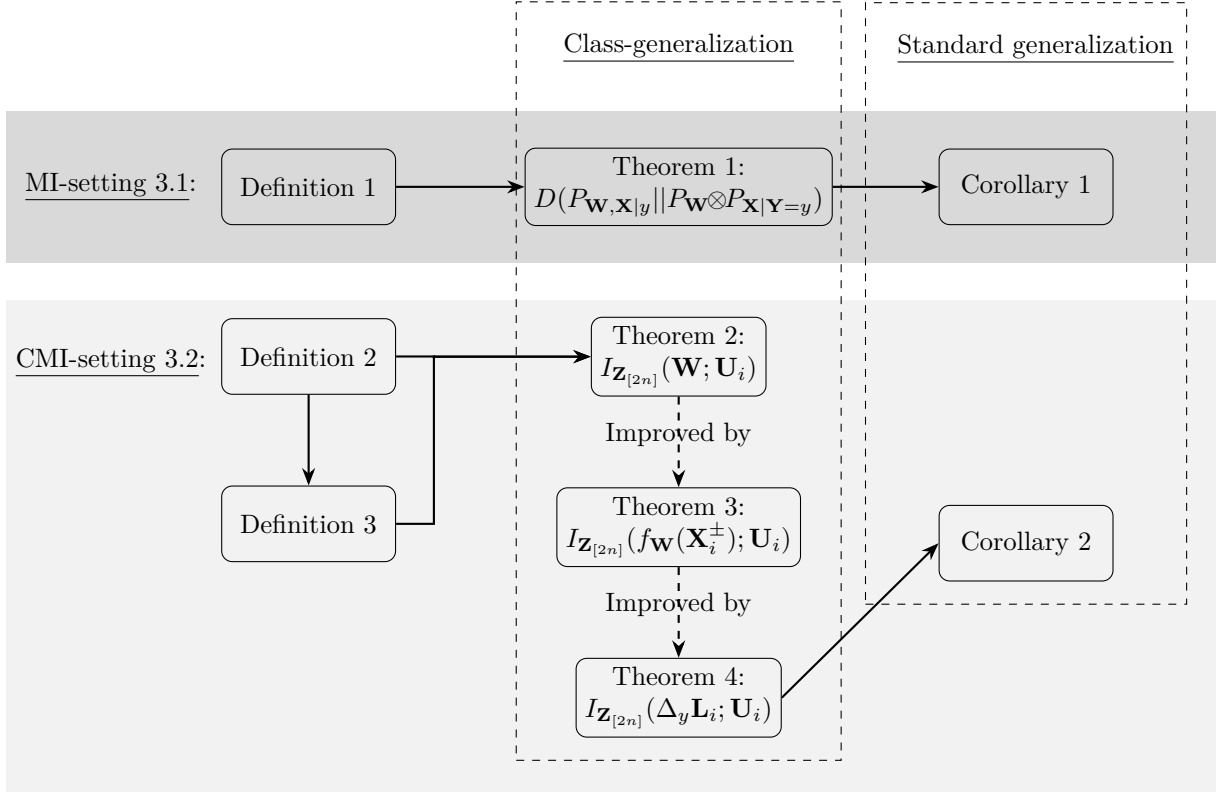 Class-generalization
Standard generalization
MI-setting 3.1:
Definition 1
Theorem 1:
D(P_{W,X|y}||P_W⊗P_{X|Y=y})
Corollary 1
CMI-setting 3.2:
Definition 2
Theorem 2:
I_{Z_{[2n]}}(W; U_i)
Improved by
Definition 3
Theorem 3:
I_{Z_{[2n]}}(f_W(X_i^±); U_i)
Corollary 2
Improved by
Theorem 4:
I_{Z_{[2n]}}(Δ_y L_i; U_i)